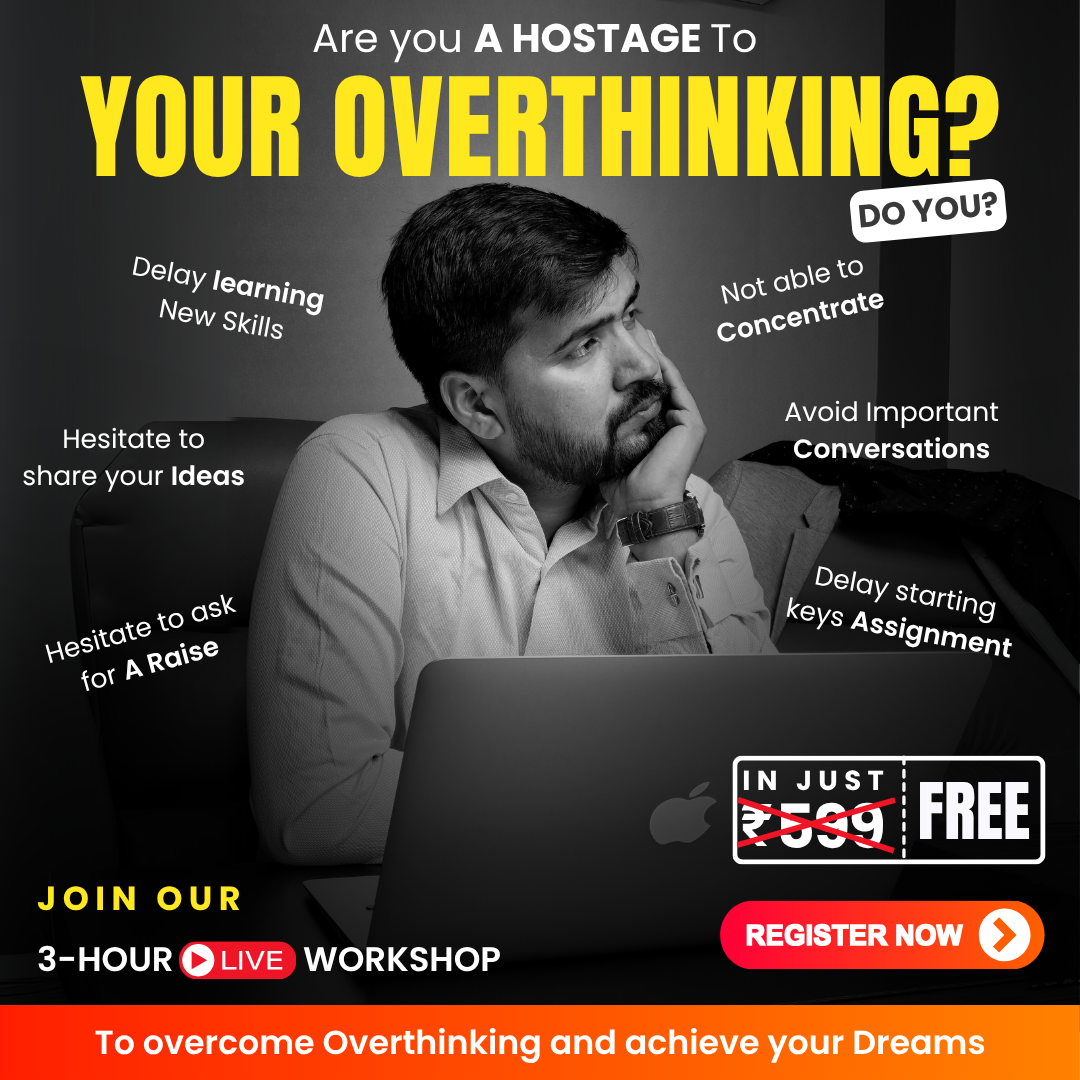 Are you A HOSTAGE To
YOUR OVERTHINKING?
DO YOU?
Delay learning
New Skills
Not able to
Concentrate
Hesitate to
share your Ideas
Avoid Important
Conversations
Hesitate to ask
for A Raise
Delay starting
keys Assignment
IN JUST
₹599
FREE
JOIN OUR
3-HOUR LIVE WORKSHOP
REGISTER NOW
To overcome Overthinking and achieve your Dreams